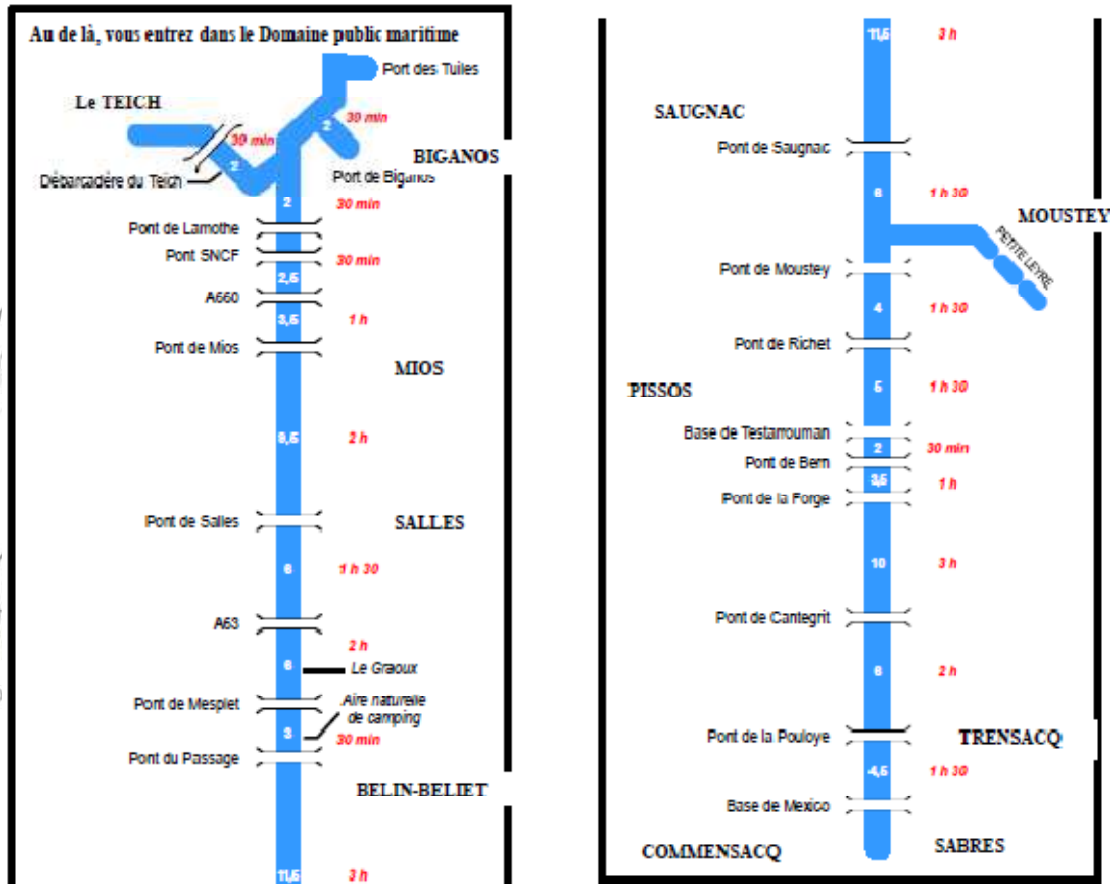 Au de là, vous entrez dans le Domaine public maritime
Port des Tuiles
Le TEICH
30 min
2
30 min
2
BIGANOS
Débarcadère du Teich
Port de Biganos
2
30 min
Pont de Lamothe
Pont SNCF
30 min
2,5
A660
3,5
1 h
Pont de Mios
MIOS
9,5
2 h
Pont de Salles
SALLES
6
1 h 30
A63
2 h
6
Le Graoux
Pont de Mesplet
Aire naturelle
de camping
3
30 min
Pont du Passage
BELIN-BELIET
11,5
3 h
11,5
3 h
SAUGNAC
Pont de Saugnac
6
1 h 30
MOUSTEY
PETITE LEYRE
Pont de Moustey
4
1 h 30
Pont de Richet
5
1 h 30
PISSOS
Base de Testarrouman
2
30 min
Pont de Bern
3,5
1 h
Pont de la Forge
10
3 h
Pont de Cantegrit
6
2 h
Pont de la Pouloye
TRENSACQ
4,5
1 h 30
Base de Mexico
COMMENSACQ
SABRES